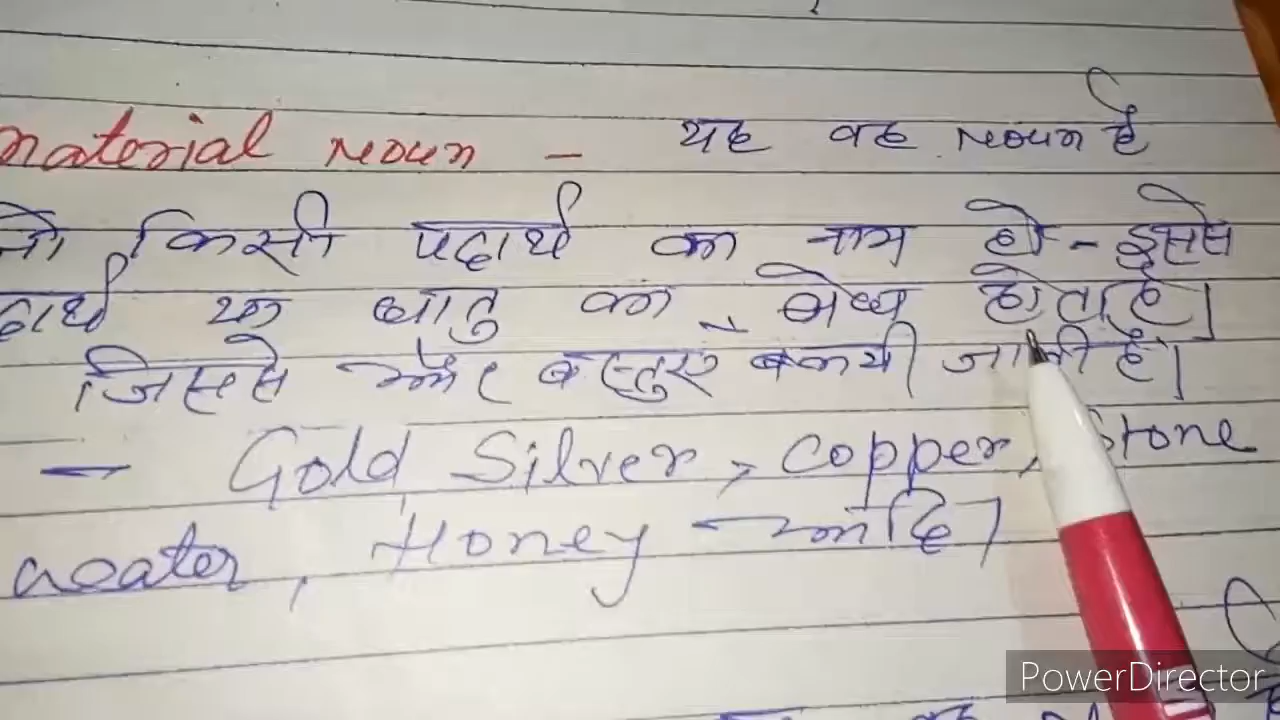 material noun - यह वह noun है
जो किसी पदार्थ का नाम हो - इससे
दार्थ या धातु का बोध होता है।
जिससे और वस्तुए बनायी जाती है।
- Gold, Silver, Copper, Stone
water, Honey आदि।
PowerDirector